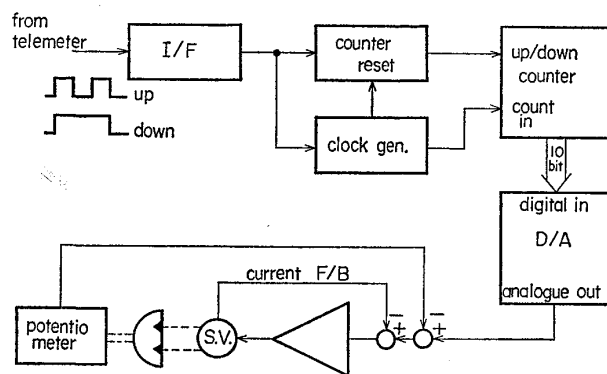 from
telemeter
I/F
up
down
counter
reset
clock gen.
up/down
counter
count
in
10
bit
digital in
D/A
analogue out
current F/B
−
+
−
+
S.V.
potentio
meter